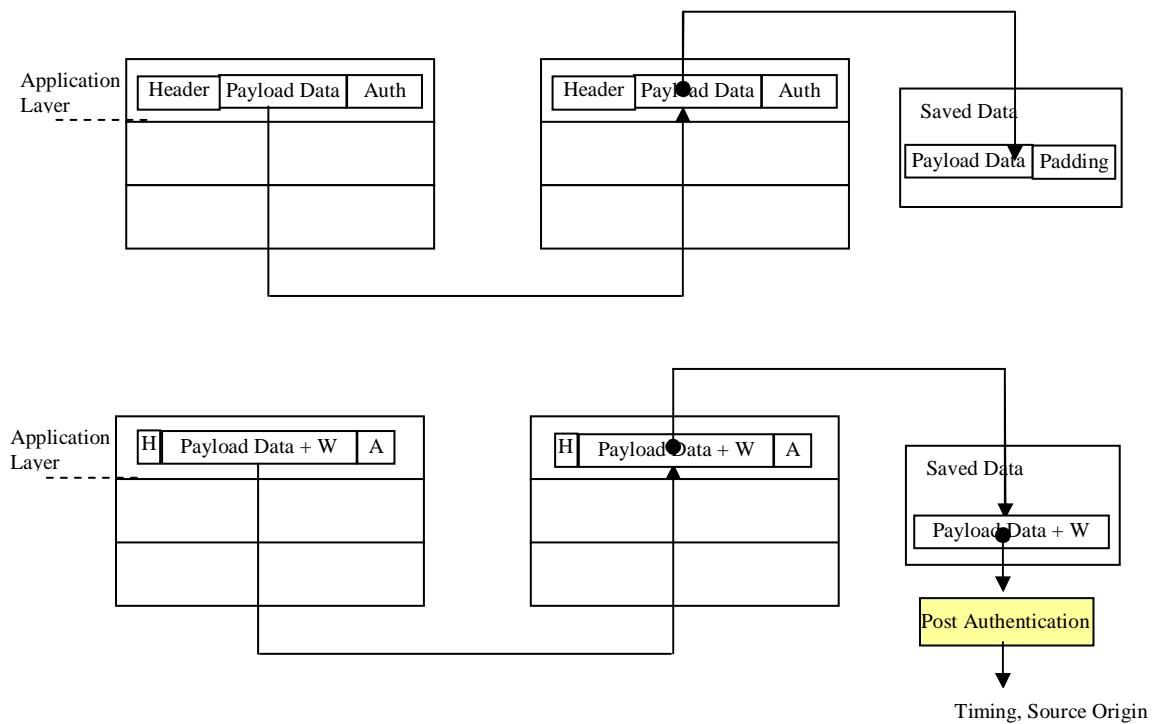 Application
Layer
Header Payload Data Auth
Header Payload Data Auth
Saved Data
Payload Data Padding
Application
Layer
H Payload Data + W A
H Payload Data + W A
Saved Data
Payload Data + W
Post Authentication
Timing, Source Origin